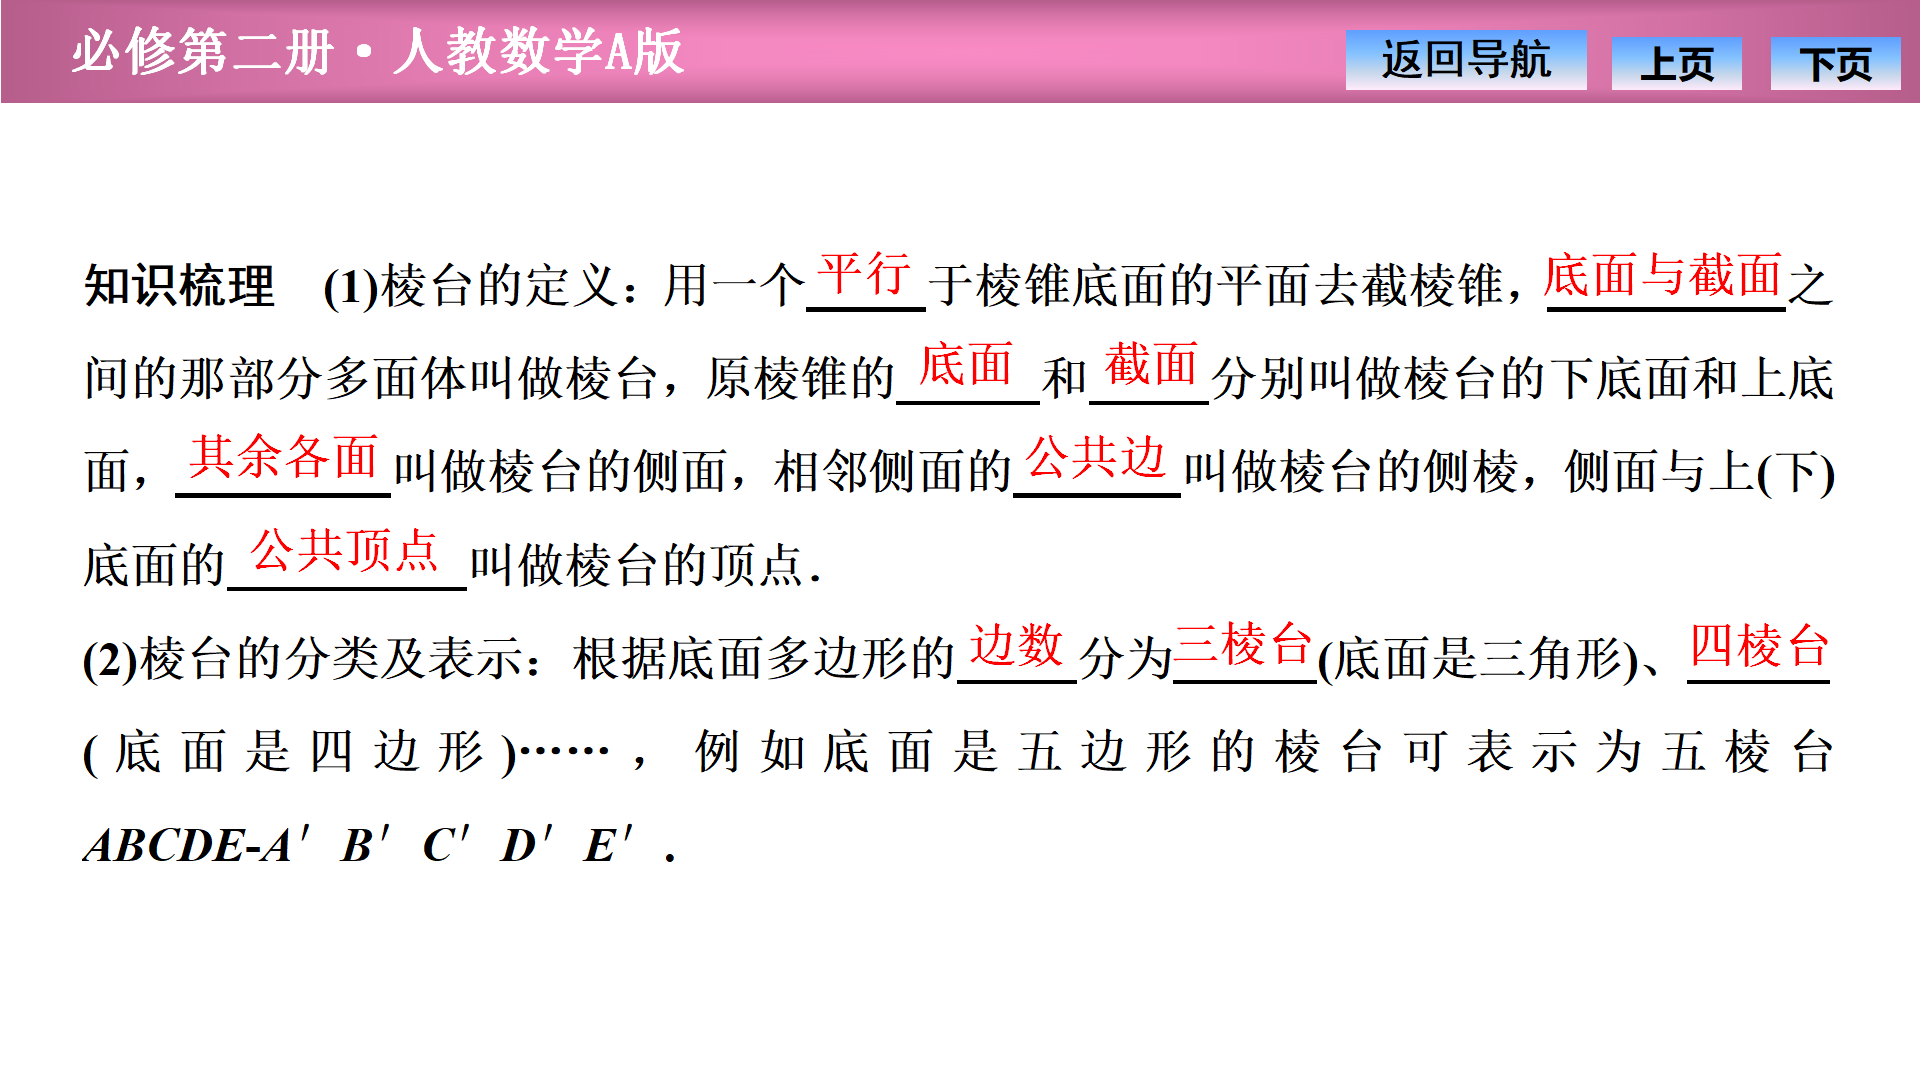 必修第二册·人教数学A版
返回导航 上页 下页
知识梳理 (1)棱台的定义：用一个平行于棱锥底面的平面去截棱锥，底面与截面之
间的那部分多面体叫做棱台，原棱锥的底面和截面分别叫做棱台的下底面和上底
面，其余各面叫做棱台的侧面，相邻侧面的公共边叫做棱台的侧棱，侧面与上(下)
底面的公共顶点叫做棱台的顶点.
(2)棱台的分类及表示：根据底面多边形的边数分为三棱台(底面是三角形)、四棱台
(底面是四边形)……，例如底面是五边形的棱台可表示为五棱台
ABCDE-A′B′C′D′E′.